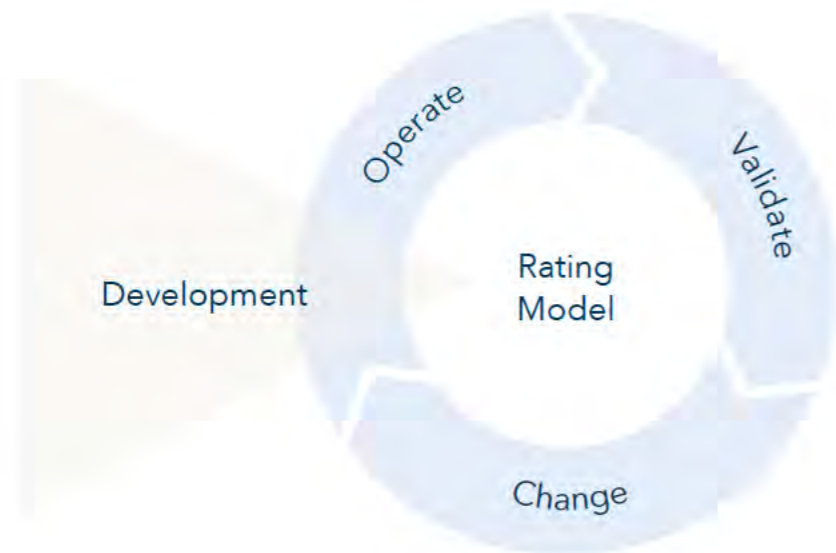 Operate
Validate
Development
Rating
Model
Change